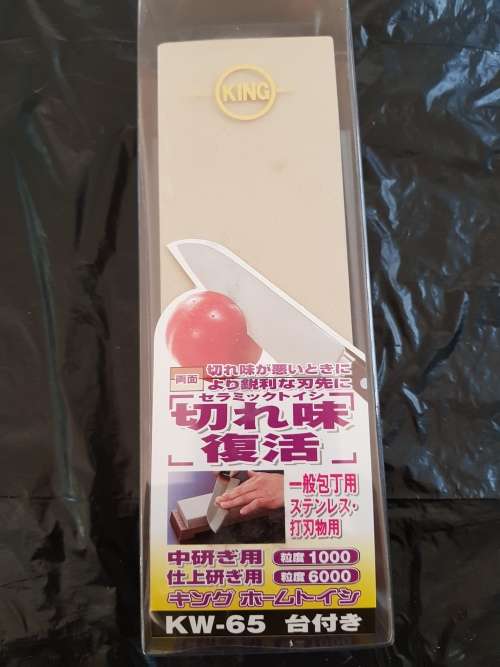 KING
両面
切れ味が悪いときに
より鋭利な刃先に
セラミックトイシ
切れ味
復活
一般包丁用
ステンレス・
打刃物用
中研ぎ用 粒度1000
仕上研ぎ用 粒度6000
キング ホームトイシ
KW-65 台付き